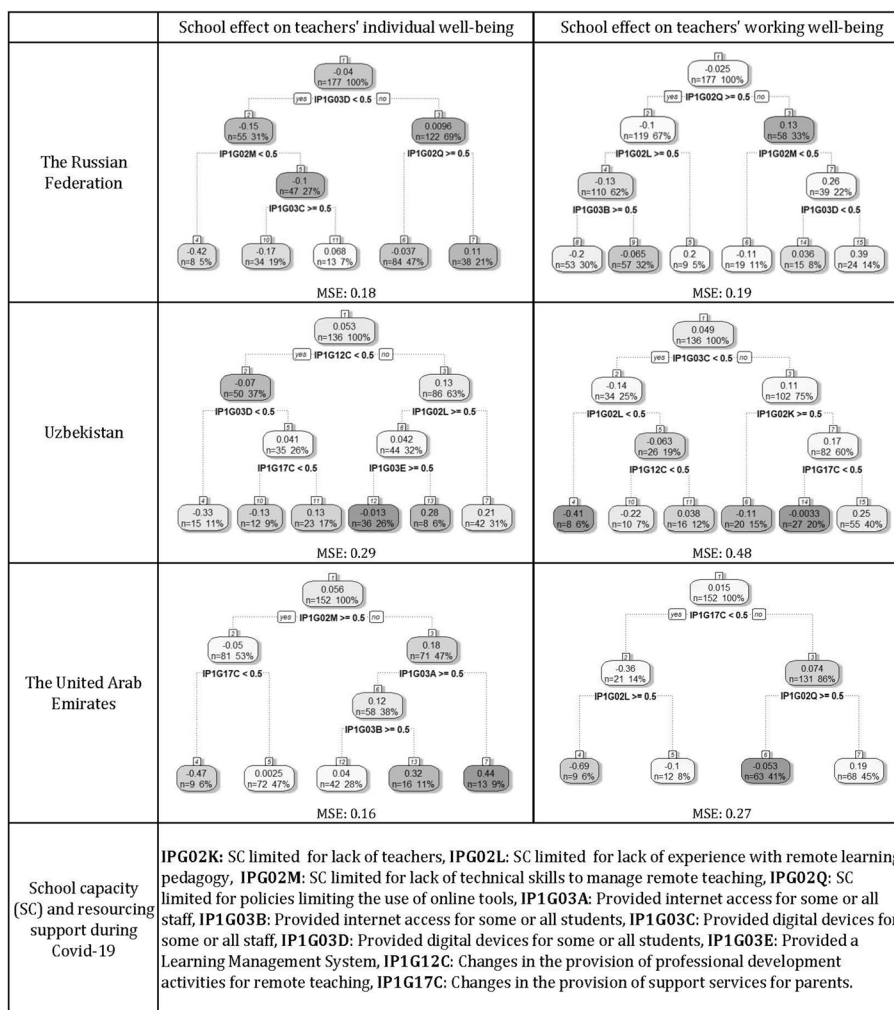 School effect on teachers' individual well-being
School effect on teachers' working well-being
The Russian
Federation
1
-0.04
n=177 100%
yes IP1G03D < 0.5 no
2
-0.15
n=55 31%
IP1G02M < 0.5
3
0.0096
n=122 69%
IP1G02Q >= 0.5
5
-0.1
n=47 27%
IP1G03C >= 0.5
4
-0.42
n=8 5%
10
-0.17
n=34 19%
11
0.068
n=13 7%
6
-0.037
n=84 47%
7
0.11
n=38 21%
MSE: 0.18
1
-0.025
n=177 100%
yes IP1G02Q >= 0.5 no
2
-0.1
n=119 67%
IP1G02L >= 0.5
3
0.13
n=58 33%
IP1G02M < 0.5
4
-0.13
n=110 62%
IP1G03B >= 0.5
7
0.26
n=39 22%
IP1G03D < 0.5
8
-0.2
n=53 30%
9
-0.065
n=57 32%
5
0.2
n=9 5%
6
-0.11
n=19 11%
14
0.036
n=15 8%
15
0.39
n=24 14%
MSE: 0.19
Uzbekistan
1
0.053
n=136 100%
yes IP1G12C < 0.5 no
2
-0.07
n=50 37%
IP1G03D < 0.5
3
0.13
n=86 63%
IP1G02L >= 0.5
5
0.041
n=35 26%
IP1G17C < 0.5
6
0.042
n=44 32%
IP1G03E >= 0.5
4
-0.33
n=15 11%
10
-0.13
n=12 9%
11
0.13
n=23 17%
12
-0.013
n=36 26%
13
0.28
n=8 6%
7
0.21
n=42 31%
MSE: 0.29
1
0.049
n=136 100%
yes IP1G03C < 0.5 no
2
-0.14
n=34 25%
IP1G02L < 0.5
3
0.11
n=102 75%
IP1G02K >= 0.5
5
-0.063
n=26 19%
IP1G12C < 0.5
7
0.17
n=82 60%
IP1G17C < 0.5
4
-0.41
n=8 6%
10
-0.22
n=10 7%
11
0.038
n=16 12%
6
-0.11
n=20 15%
14
-0.0033
n=27 20%
15
0.25
n=55 40%
MSE: 0.48
The United Arab
Emirates
1
0.056
n=152 100%
yes IP1G02M >= 0.5 no
2
-0.05
n=81 53%
IP1G17C < 0.5
3
0.18
n=71 47%
IP1G03A >= 0.5
6
0.12
n=58 38%
IP1G03B >= 0.5
4
-0.47
n=9 6%
5
0.0025
n=72 47%
12
0.04
n=42 28%
13
0.32
n=16 11%
7
0.44
n=13 9%
MSE: 0.16
1
0.015
n=152 100%
yes IP1G17C < 0.5 no
2
-0.36
n=21 14%
IP1G02L >= 0.5
3
0.074
n=131 86%
IP1G02Q >= 0.5
4
-0.69
n=9 6%
5
-0.1
n=12 8%
6
-0.053
n=63 41%
7
0.19
n=68 45%
MSE: 0.27
School capacity
(SC) and resourcing
support during
Covid-19
IPG02K: SC limited for lack of teachers, IPG02L: SC limited for lack of experience with remote learning
pedagogy, IPG02M: SC limited for lack of technical skills to manage remote teaching, IPG02Q: SC
limited for policies limiting the use of online tools, IP1G03A: Provided internet access for some or all
staff, IP1G03B: Provided internet access for some or all students, IP1G03C: Provided digital devices for
some or all staff, IP1G03D: Provided digital devices for some or all students, IP1G03E: Provided a
Learning Management System, IP1G12C: Changes in the provision of professional development
activities for remote teaching, IP1G17C: Changes in the provision of support services for parents.